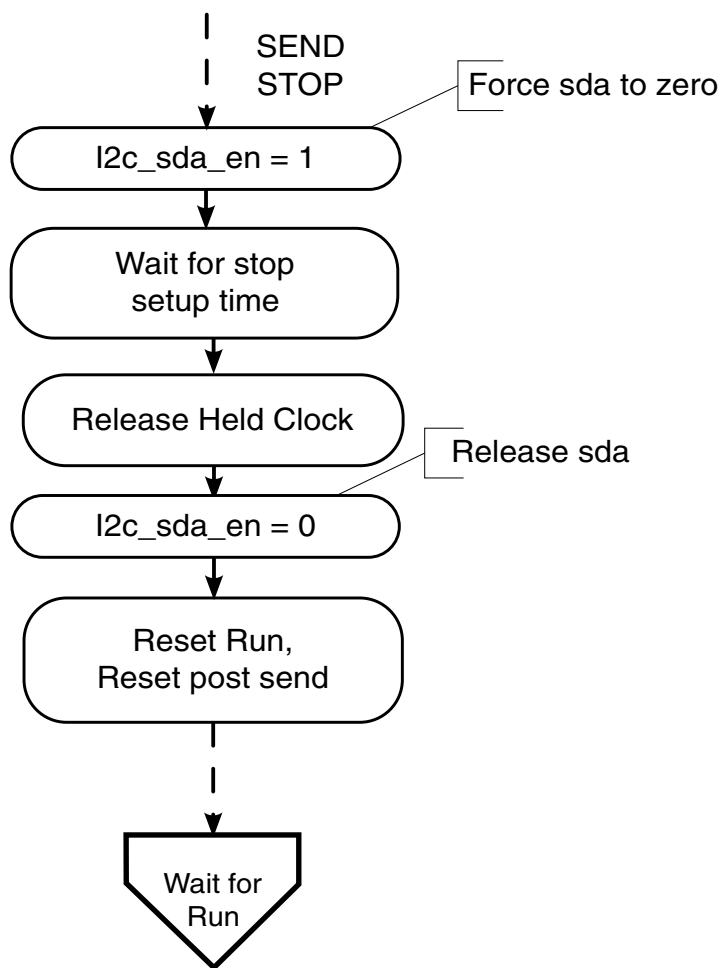 SEND
STOP
Force sda to zero
I2c_sda_en = 1
Wait for stop
setup time
Release Held Clock
Release sda
I2c_sda_en = 0
Reset Run,
Reset post send
Wait for
Run